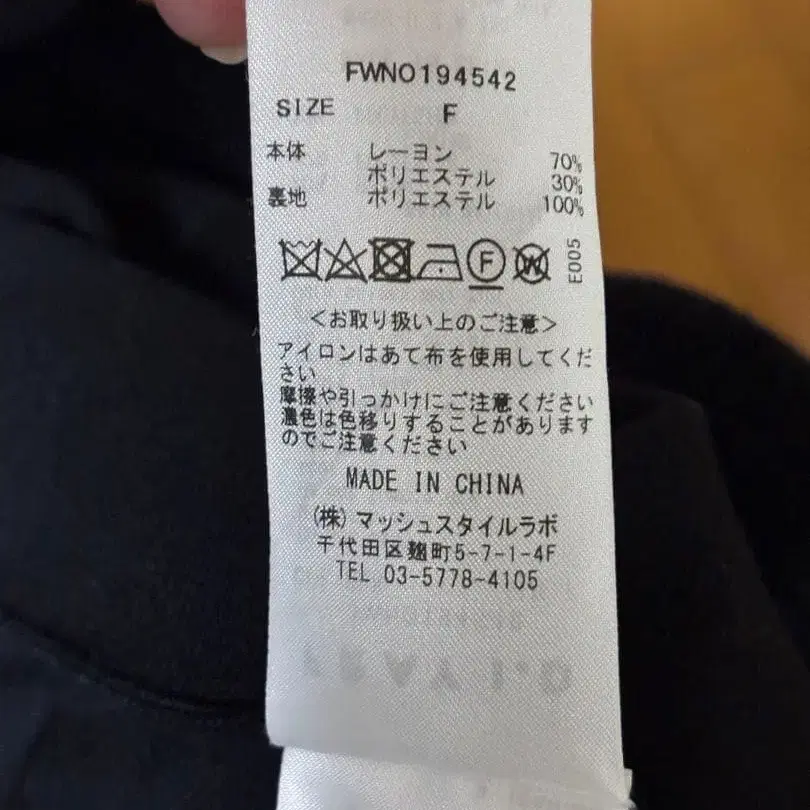 FWNO194542
SIZE F
本体 レーヨン 70%
ポリエステル 30%
裏地 ポリエステル 100%
F W E005
<お取り扱い上のご注意>
アイロンはあて布を使用してくだ
さい
摩擦や引っかけにご注意ください
濃色は色移りすることがあります
のでご注意ください
MADE IN CHINA
(株)マッシュスタイルラボ
千代田区麹町5-7-1-4F
TEL 03-5778-4105